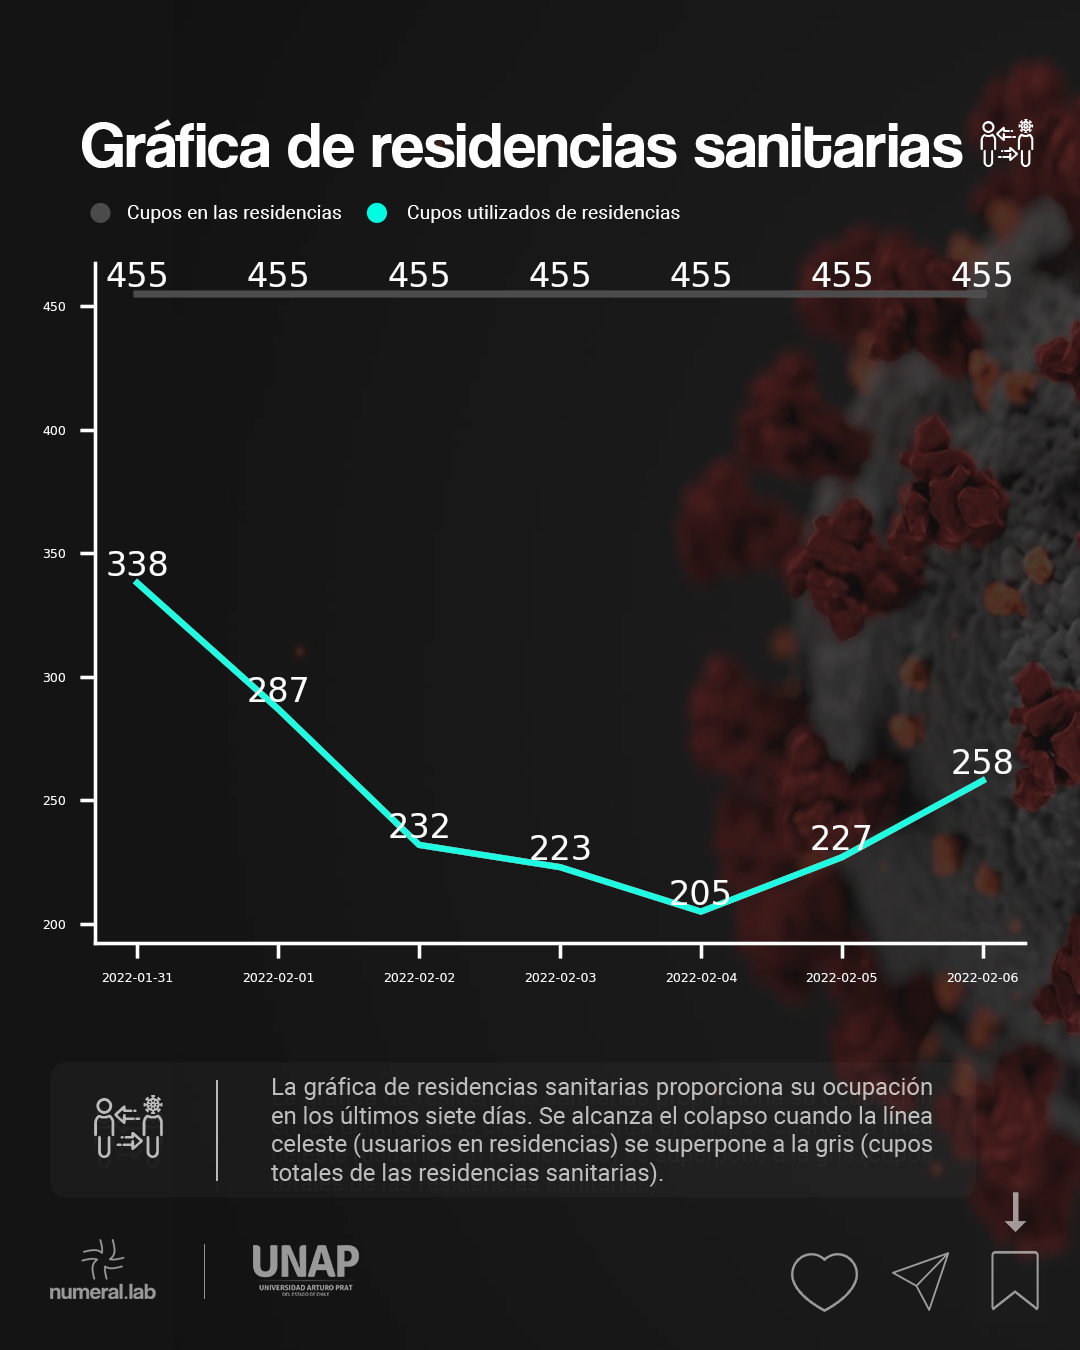 Gráfica de residencias sanitarias
Cupos en las residencias Cupos utilizados de residencias
455 455 455 455 455 455 455
450
400
350
338
300
287
258
250
232
227
223
205
200
2022-01-31 2022-02-01 2022-02-02 2022-02-03 2022-02-04 2022-02-05 2022-02-06
La gráfica de residencias sanitarias proporciona su ocupación
en los últimos siete días. Se alcanza el colapso cuando la línea
celeste (usuarios en residencias) se superpone a la gris (cupos
totales de las residencias sanitarias).
numeral.lab
UNAP
UNIVERSIDAD ARTURO PRAT
DEL ESTADO DE CHILE